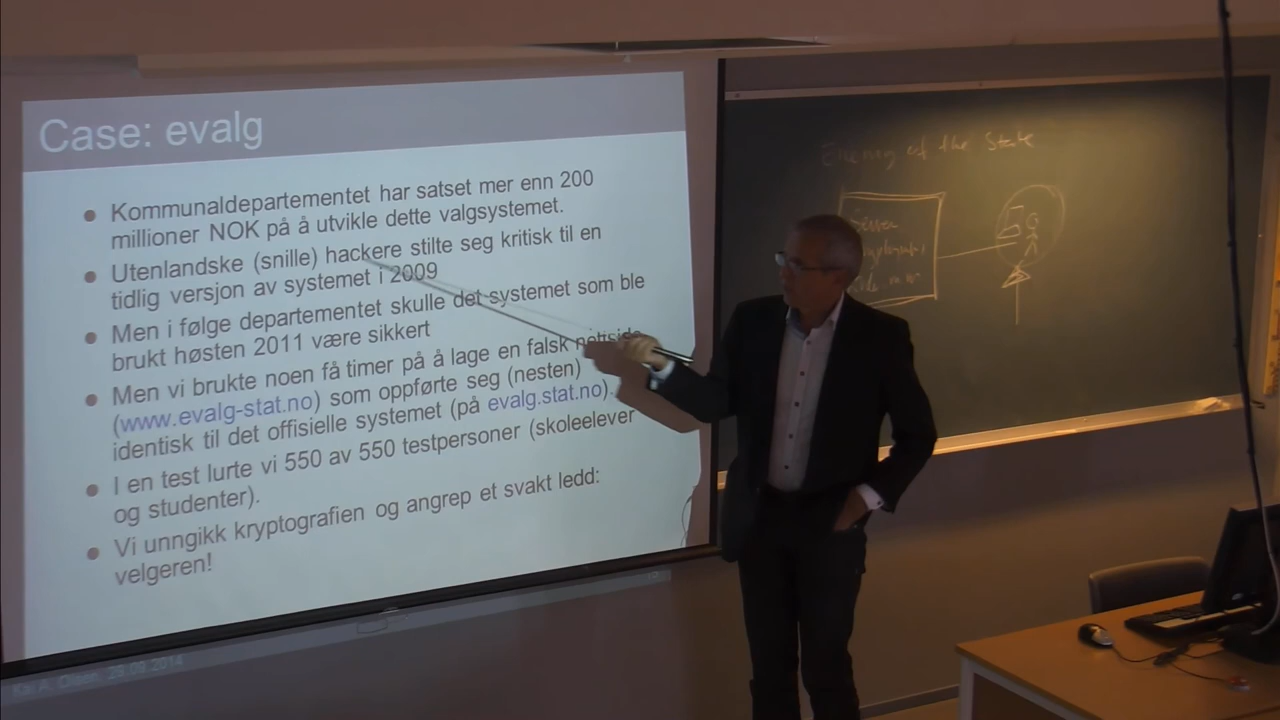 Case: evalg
● Kommunaldepartementet har satset mer enn 200
millioner NOK på å utvikle dette valgsystemet.
● Utenlandske (snille) hackere stilte seg kritisk til en
tidlig versjon av systemet i 2009
● Men i følge departementet skulle det systemet som ble
brukt høsten 2011 være sikkert
● Men vi brukte noen få timer på å lage en falsk nettside
(www.evalg-stat.no) som oppførte seg (nesten)
identisk til det offisielle systemet (på evalg.stat.no).
● I en test lurte vi 550 av 550 testpersoner (skoleelever
og studenter).
● Vi unngikk kryptografien og angrep et svakt ledd:
velgeren!
Kai A. Olsen, 26.09.2014
of the State